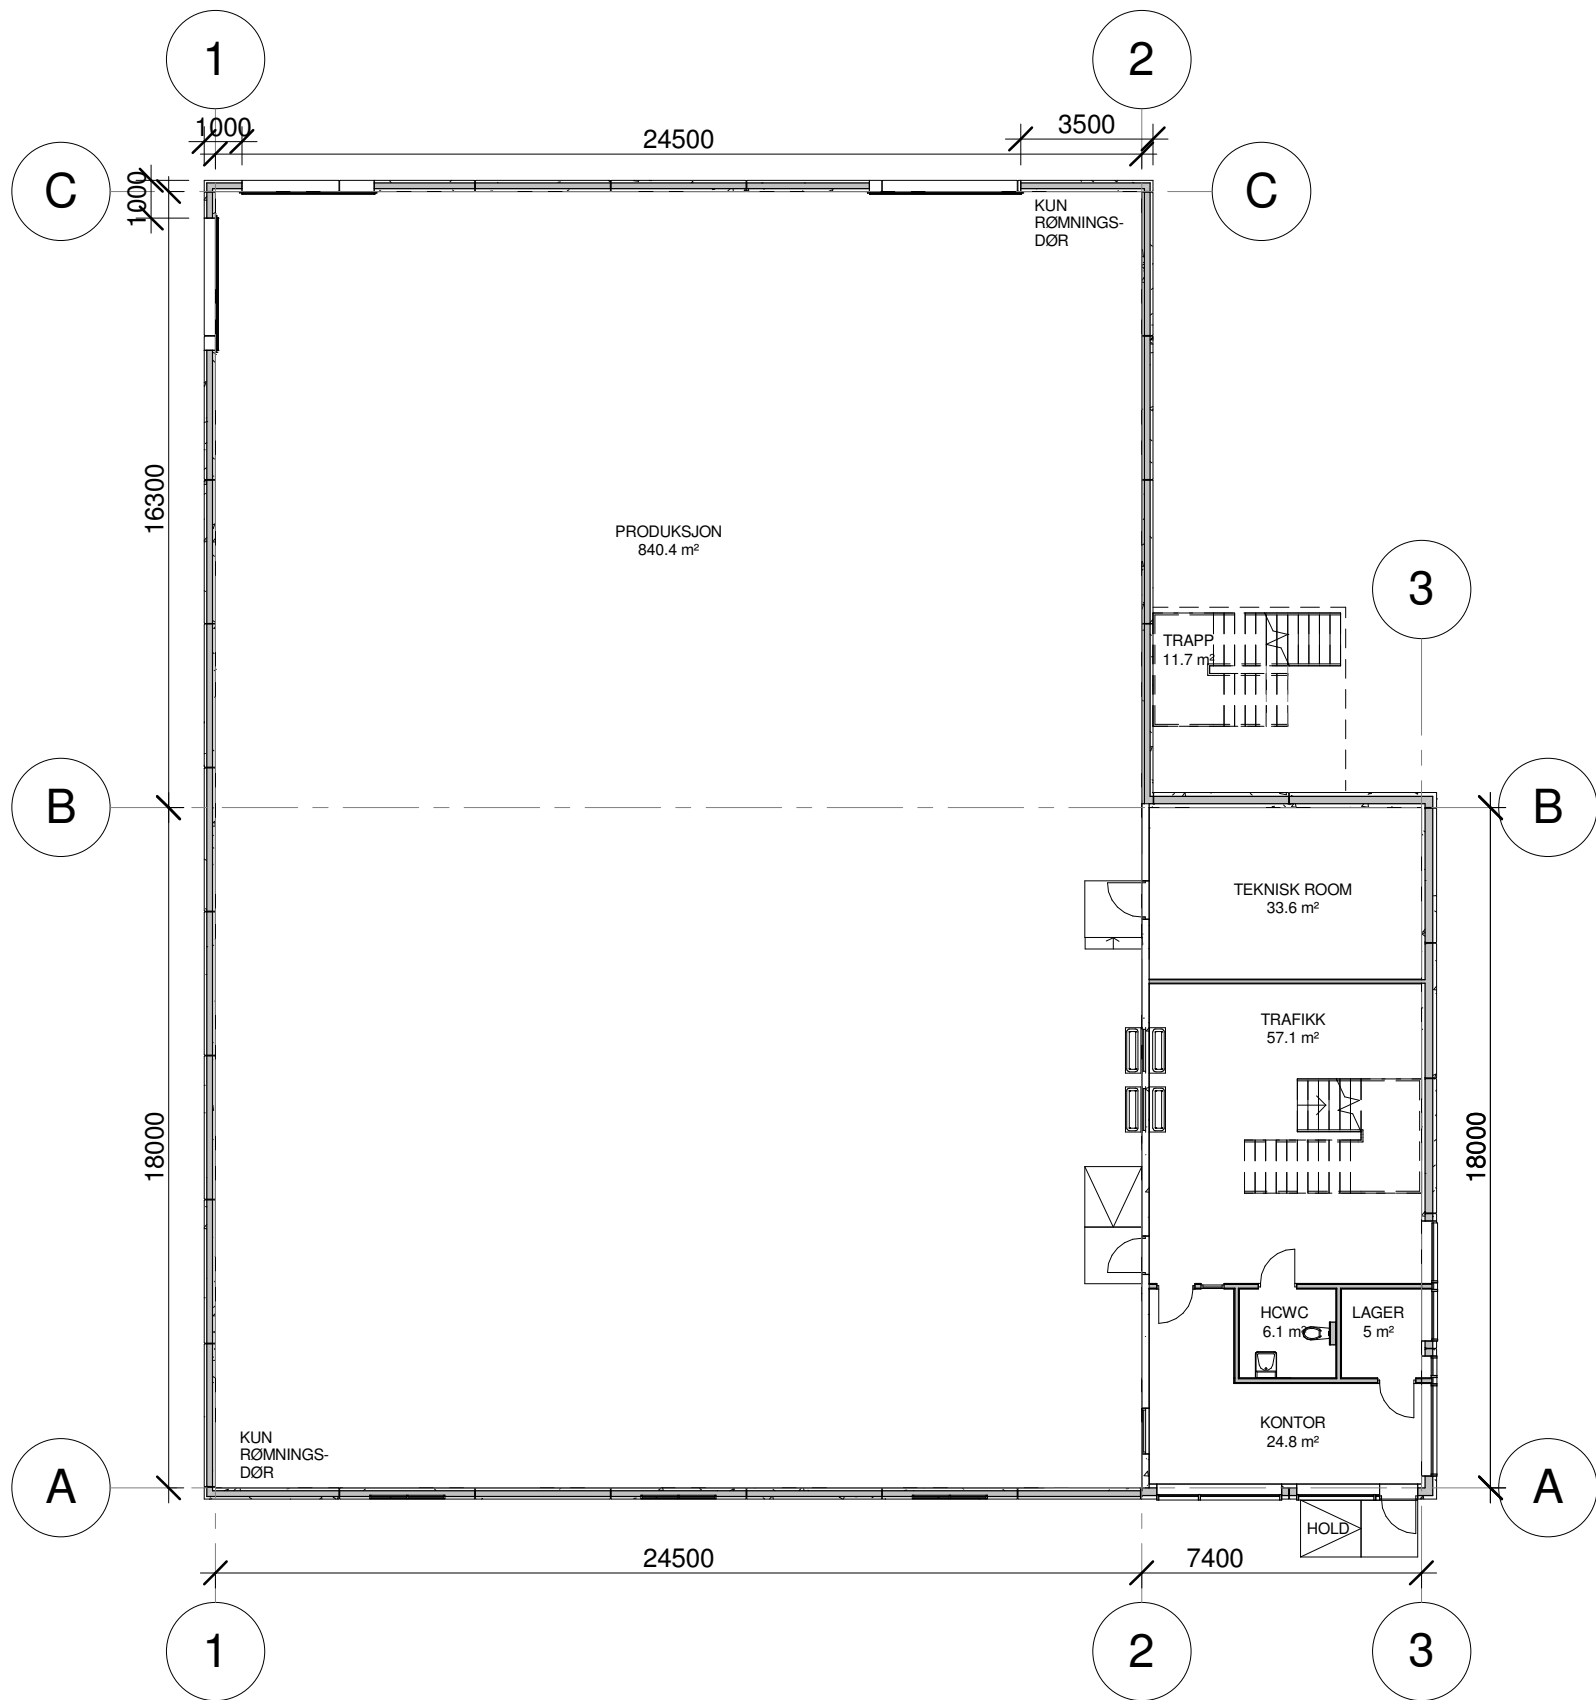 1
2
1000
24500
3500
C
1000
C
KUN
RØMNINGS-
DØR
16300
PRODUKSJON
840.4 m²
3
TRAPP
11.7 m²
B
B
TEKNISK ROOM
33.6 m²
TRAFIKK
57.1 m²
18000
18000
HCWC
6.1 m²
LAGER
5 m²
KONTOR
24.8 m²
KUN
RØMNINGS-
DØR
A
A
HOLD
24500
7400
1
2
3